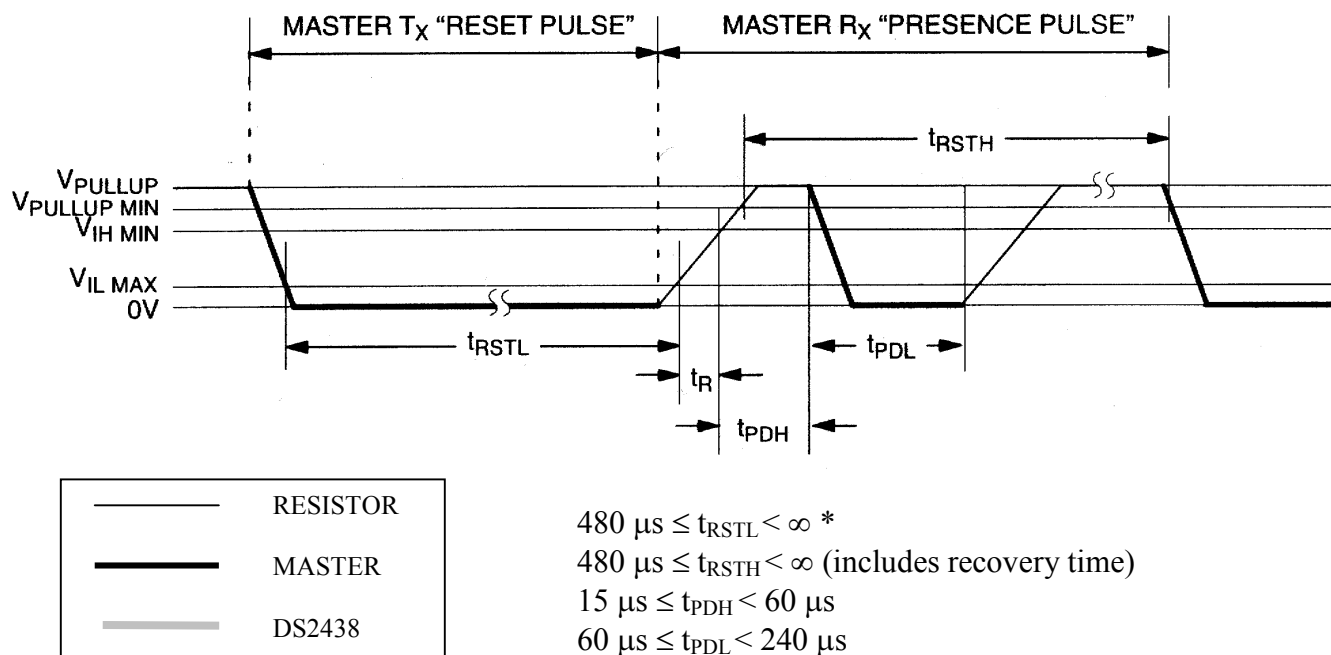 MASTER TX “RESET PULSE”
MASTER RX “PRESENCE PULSE”
tRSTH
VPULLUP
VPULLUP MIN
VIH MIN
VIL MAX
0V
tRSTL
tPDL
tR
tPDH
RESISTOR
MASTER
DS2438
480 μs ≤ tRSTL < ∞ *
480 μs ≤ tRSTH < ∞ (includes recovery time)
15 μs ≤ tPDH < 60 μs
60 μs ≤ tPDL < 240 μs